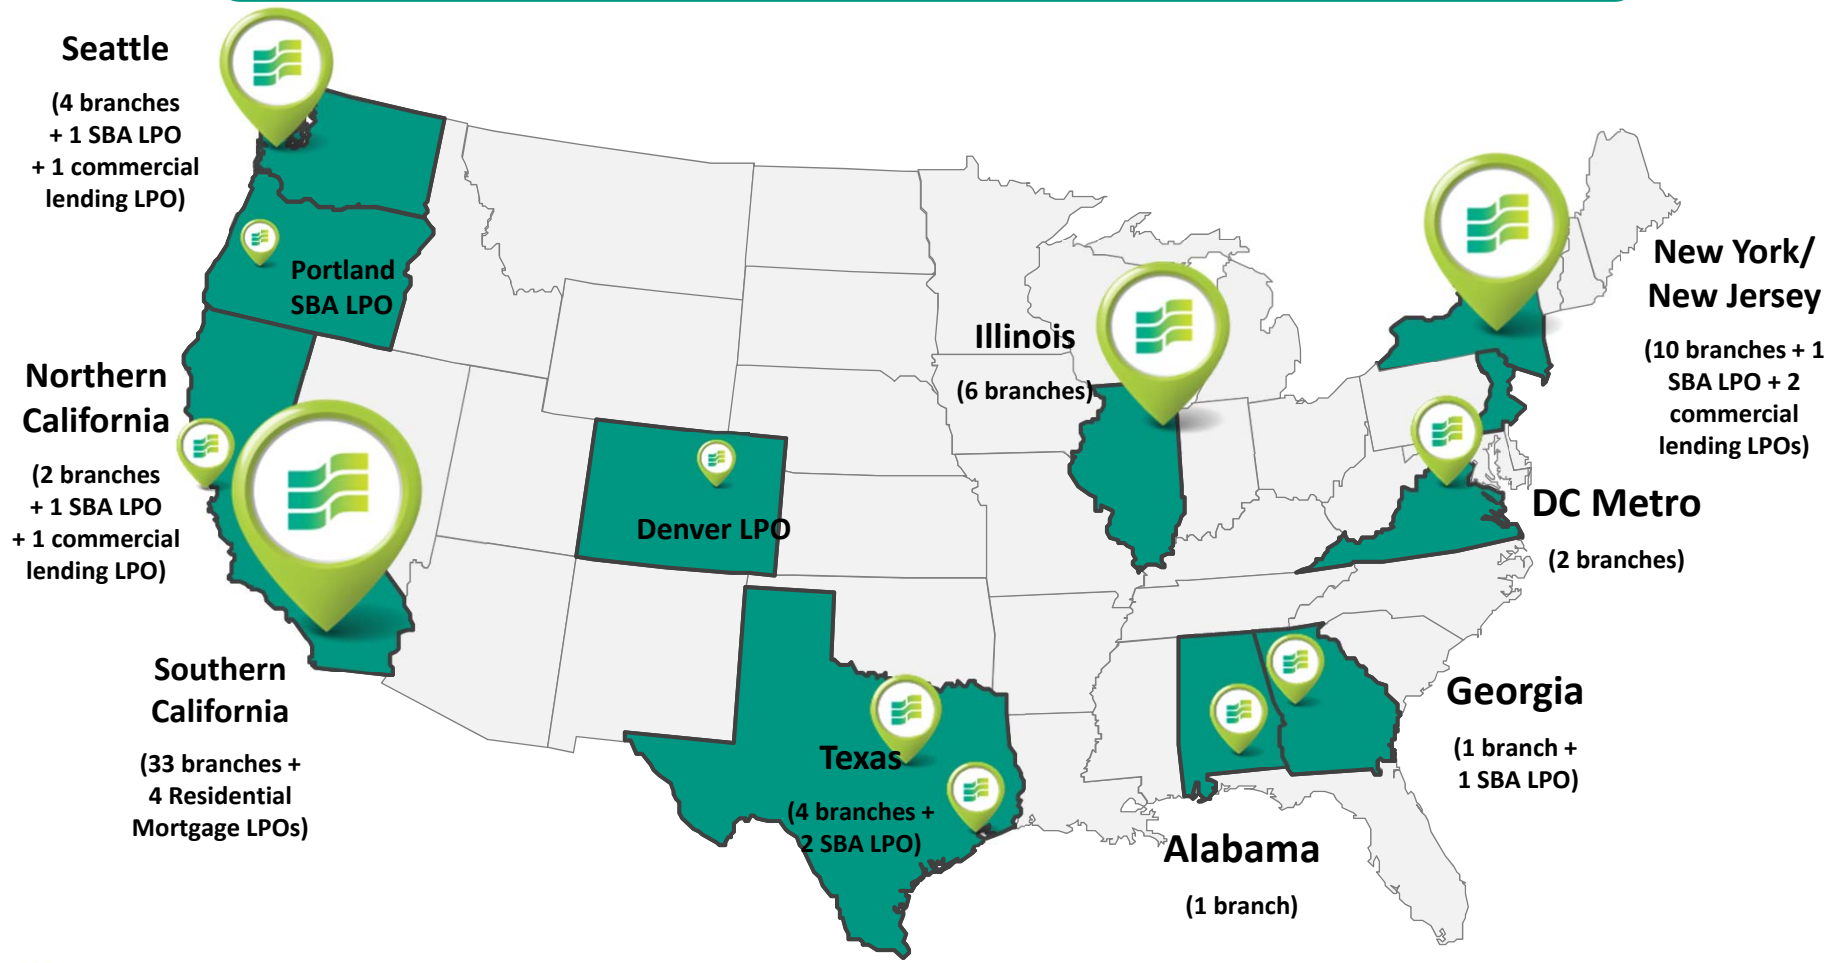 Seattle
(4 branches
+ 1 SBA LPO
+ 1 commercial
lending LPO)
Portland
SBA LPO
Northern
California
(2 branches
+ 1 SBA LPO
+ 1 commercial
lending LPO)
Southern
California
(33 branches +
4 Residential
Mortgage LPOs)
Denver LPO
Texas
(4 branches +
2 SBA LPO)
Illinois
(6 branches)
New York/
New Jersey
(10 branches + 1
SBA LPO + 2
commercial
lending LPOs)
DC Metro
(2 branches)
Georgia
(1 branch +
1 SBA LPO)
Alabama
(1 branch)